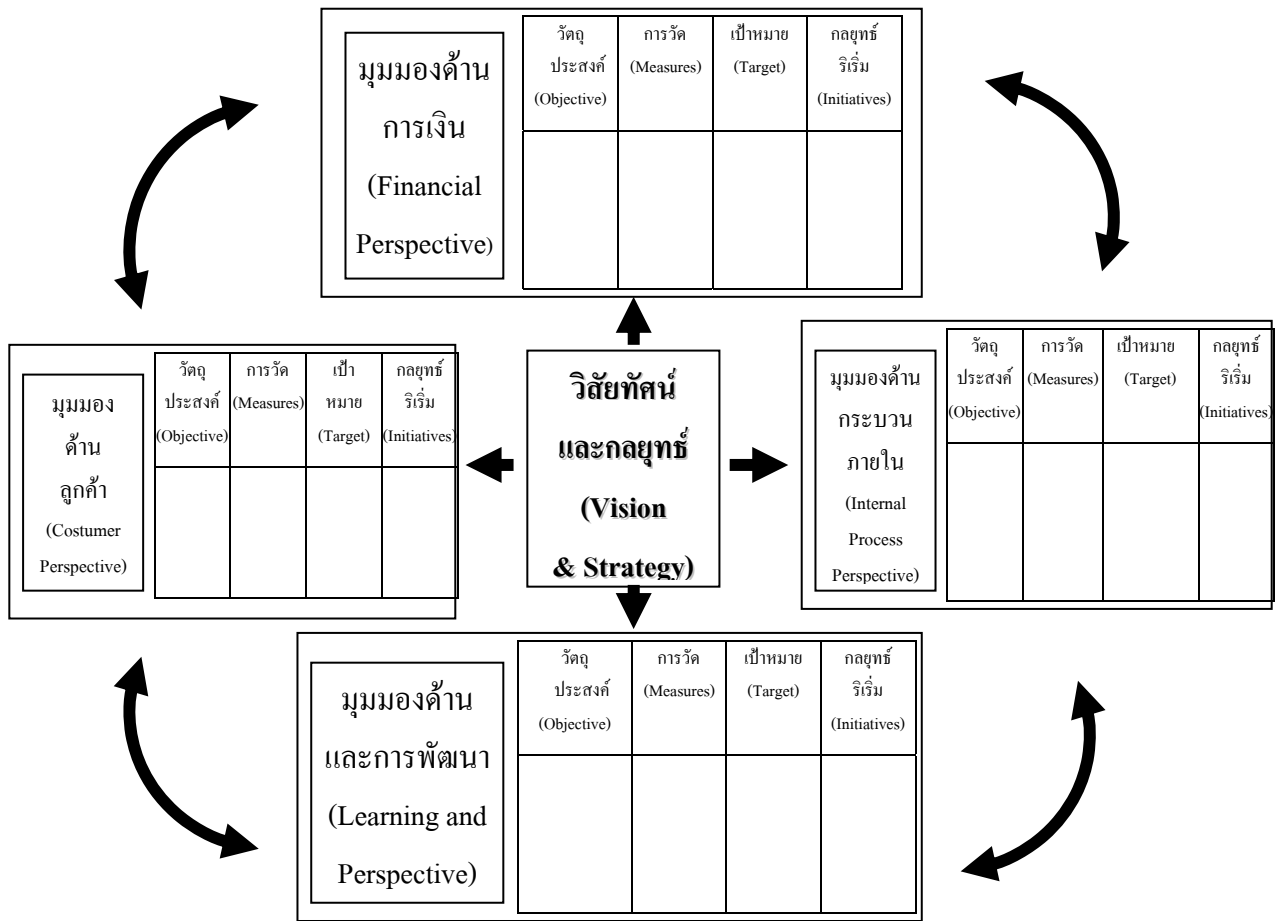 มุมมองด้าน
การเงิน
(Financial
Perspective)
วัตถุ
ประสงค์
(Objective)
การวัด
(Measures)
เป้าหมาย
(Target)
กลยุทธ์
ริเริ่ม
(Initiatives)
มุมมอง
ด้าน
ลูกค้า
(Costumer
Perspective)
วัตถุ
ประสงค์
(Objective)
การวัด
(Measures)
เป้า
หมาย
(Target)
กลยุทธ์
ริเริ่ม
(Initiatives)
วิสัยทัศน์
และกลยุทธ์
(Vision
& Strategy)
มุมมองด้าน
กระบวน
ภายใน
(Internal
Process
Perspective)
วัตถุ
ประสงค์
(Objective)
การวัด
(Measures)
เป้าหมาย
(Target)
กลยุทธ์
ริเริ่ม
(Initiatives)
มุมมองด้าน
และการพัฒนา
(Learning and
Perspective)
วัตถุ
ประสงค์
(Objective)
การวัด
(Measures)
เป้าหมาย
(Target)
กลยุทธ์
ริเริ่ม
(Initiatives)